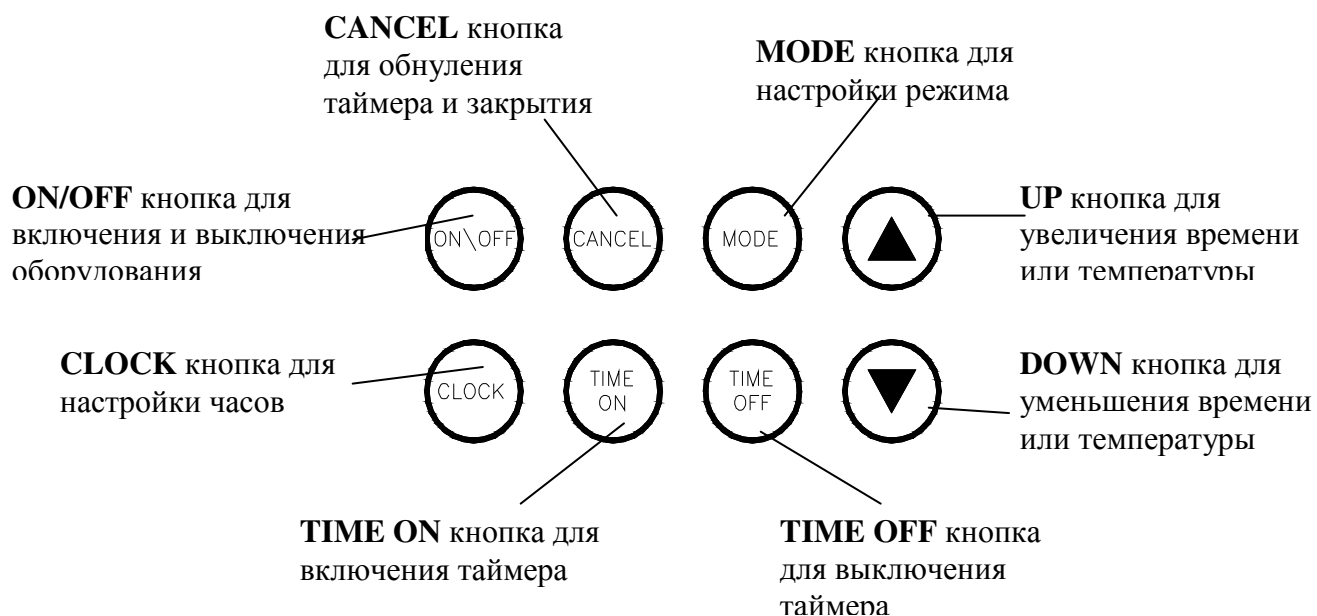 CANCEL кнопка
для обнуления
таймера и закрытия
MODE кнопка для
настройки режима
ON/OFF кнопка для
включения и выключения
оборудования
ON\OFF
CANCEL
MODE
UP кнопка для
увеличения времени
или температуры
CLOCK кнопка для
настройки часов
CLOCK
TIME
ON
TIME
OFF
DOWN кнопка для
уменьшения времени
или температуры
TIME ON кнопка для
включения таймера
TIME OFF кнопка
для выключения
таймера